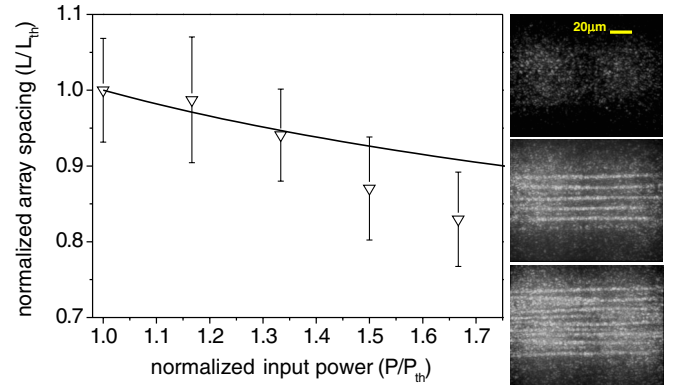 1.1
1.0
0.9
0.8
0.7
normalized array spacing (L/L_th)
1.0 1.1 1.2 1.3 1.4 1.5 1.6 1.7
normalized input power (P/P_th)
20μm